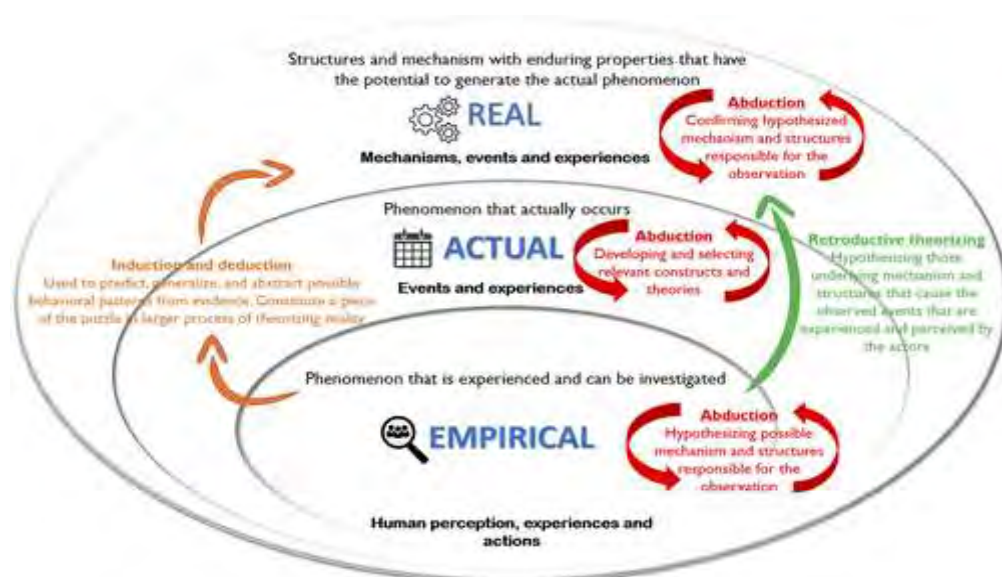 Structures and mechanism with enduring properties that have
the potential to generate the actual phenomenon
REAL
Mechanisms, events and experiences
Abduction
Confirming hypothesized
mechanism and structures
responsible for the
observation
Phenomenon that actually occurs
ACTUAL
Events and experiences
Abduction
Developing and selecting
relevant constructs and
theories
Induction and deduction
Used to predict, generalize, and abstract possible
behavioral patterns from evidence. Constitute a piece
of the puzzle in larger process of theorizing reality
Retroductive theorizing
Hypothesizing those
underlying mechanism and
structures that cause the
observed events that are
experienced and perceived by
the actors
Phenomenon that is experienced and can be investigated
EMPIRICAL
Abduction
Hypothesizing possible
mechanism and structures
responsible for the
observation
Human perception, experiences and
actions